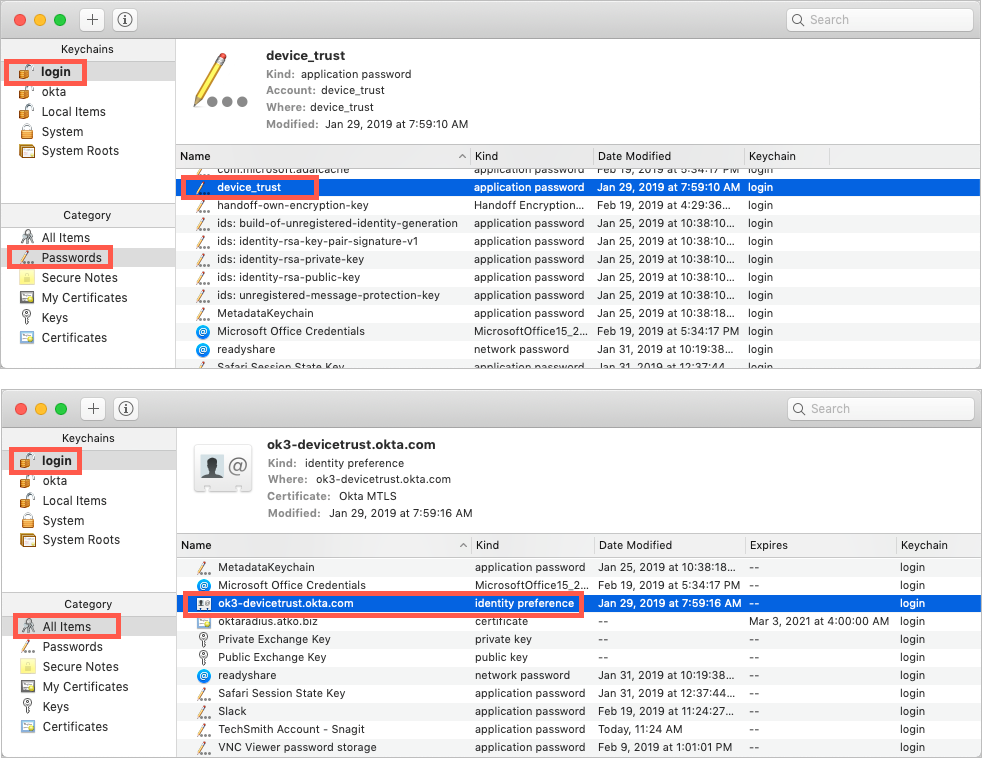 Search
Keychains
login
okta
Local Items
System
System Roots
Category
All Items
Passwords
Secure Notes
My Certificates
Keys
Certificates
device_trust
Kind: application password
Account: device_trust
Where: device_trust
Modified: Jan 29, 2019 at 7:59:10 AM
Name Kind Date Modified Keychain
com.microsoft.adalcache application password Feb 19, 2019 at 5:34:17 PM login
device_trust application password Jan 29, 2019 at 7:59:10 AM login
handoff-own-encryption-key Handoff Encryption... Feb 19, 2019 at 4:29:36... login
ids: build-of-unregistered-identity-generation application password Jan 25, 2019 at 10:38:10... login
ids: identity-rsa-key-pair-signature-v1 application password Jan 25, 2019 at 10:38:10... login
ids: identity-rsa-private-key application password Jan 25, 2019 at 10:38:10... login
ids: identity-rsa-public-key application password Jan 25, 2019 at 10:38:10... login
ids: unregistered-message-protection-key application password Jan 25, 2019 at 10:38:10... login
MetadataKeychain application password Jan 25, 2019 at 10:38:18... login
Microsoft Office Credentials MicrosoftOffice15_2... Feb 19, 2019 at 5:34:17 PM login
readyshare network password Jan 31, 2019 at 10:19:38... login
Safari Session State Key application password Jan 31, 2019 at 12:37:44... login
Search
Keychains
login
okta
Local Items
System
System Roots
Category
All Items
Passwords
Secure Notes
My Certificates
Keys
Certificates
ok3-devicetrust.okta.com
Kind: identity preference
Where: ok3-devicetrust.okta.com
Certificate: Okta MTLS
Modified: Jan 29, 2019 at 7:59:16 AM
Name Kind Date Modified Expires Keychain
MetadataKeychain application password Jan 25, 2019 at 10:38:18... -- login
Microsoft Office Credentials MicrosoftOffice15_2... Feb 19, 2019 at 5:34:17 PM -- login
ok3-devicetrust.okta.com identity preference Jan 29, 2019 at 7:59:16 AM -- login
oktaradius.atko.biz certificate -- Mar 3, 2021 at 4:00:00 AM login
Private Exchange Key private key -- -- login
Public Exchange Key public key -- -- login
readyshare network password Jan 31, 2019 at 10:19:38... -- login
Safari Session State Key application password Jan 31, 2019 at 12:37:44... -- login
Slack application password Jan 19, 2019 at 11:24:27... -- login
TechSmith Account - Snagit application password Today, 11:24 AM -- login
VNC Viewer password storage application password Feb 9, 2019 at 1:01:01 PM -- login